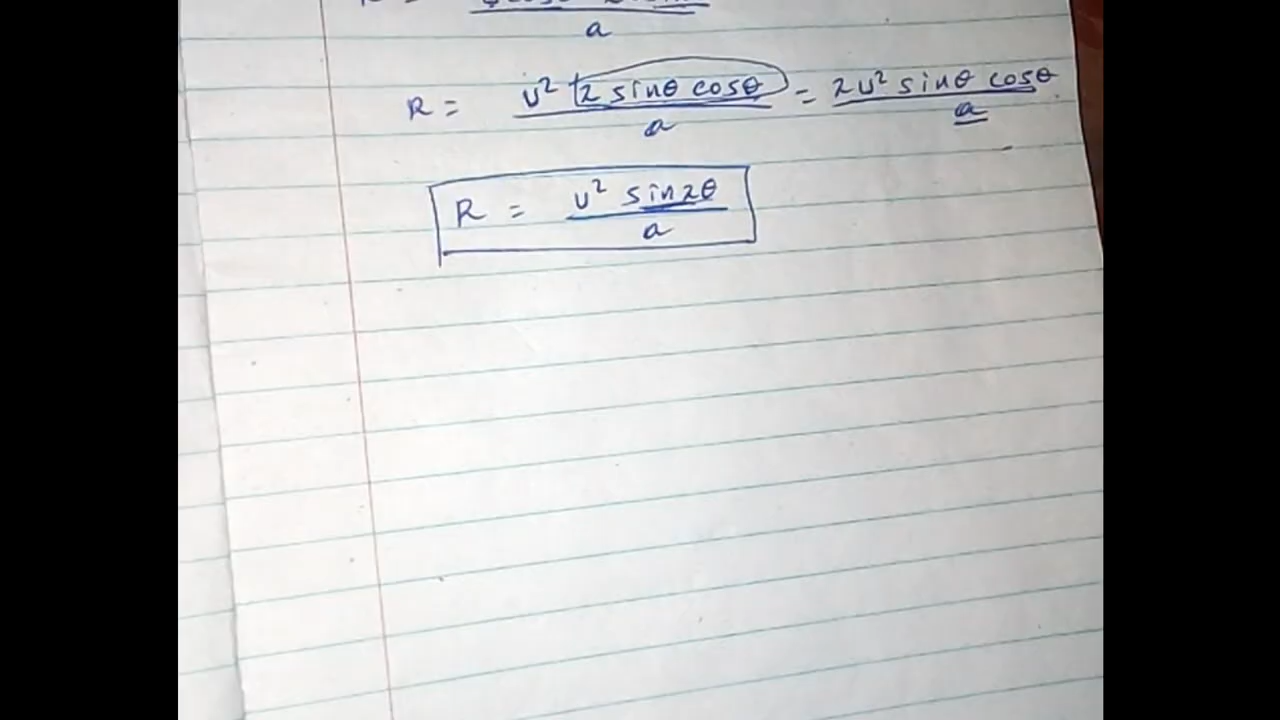 a
R = u² 2 sinθ cosθ / a = 2u² sinθ cosθ / a
R = u² sin2θ / a